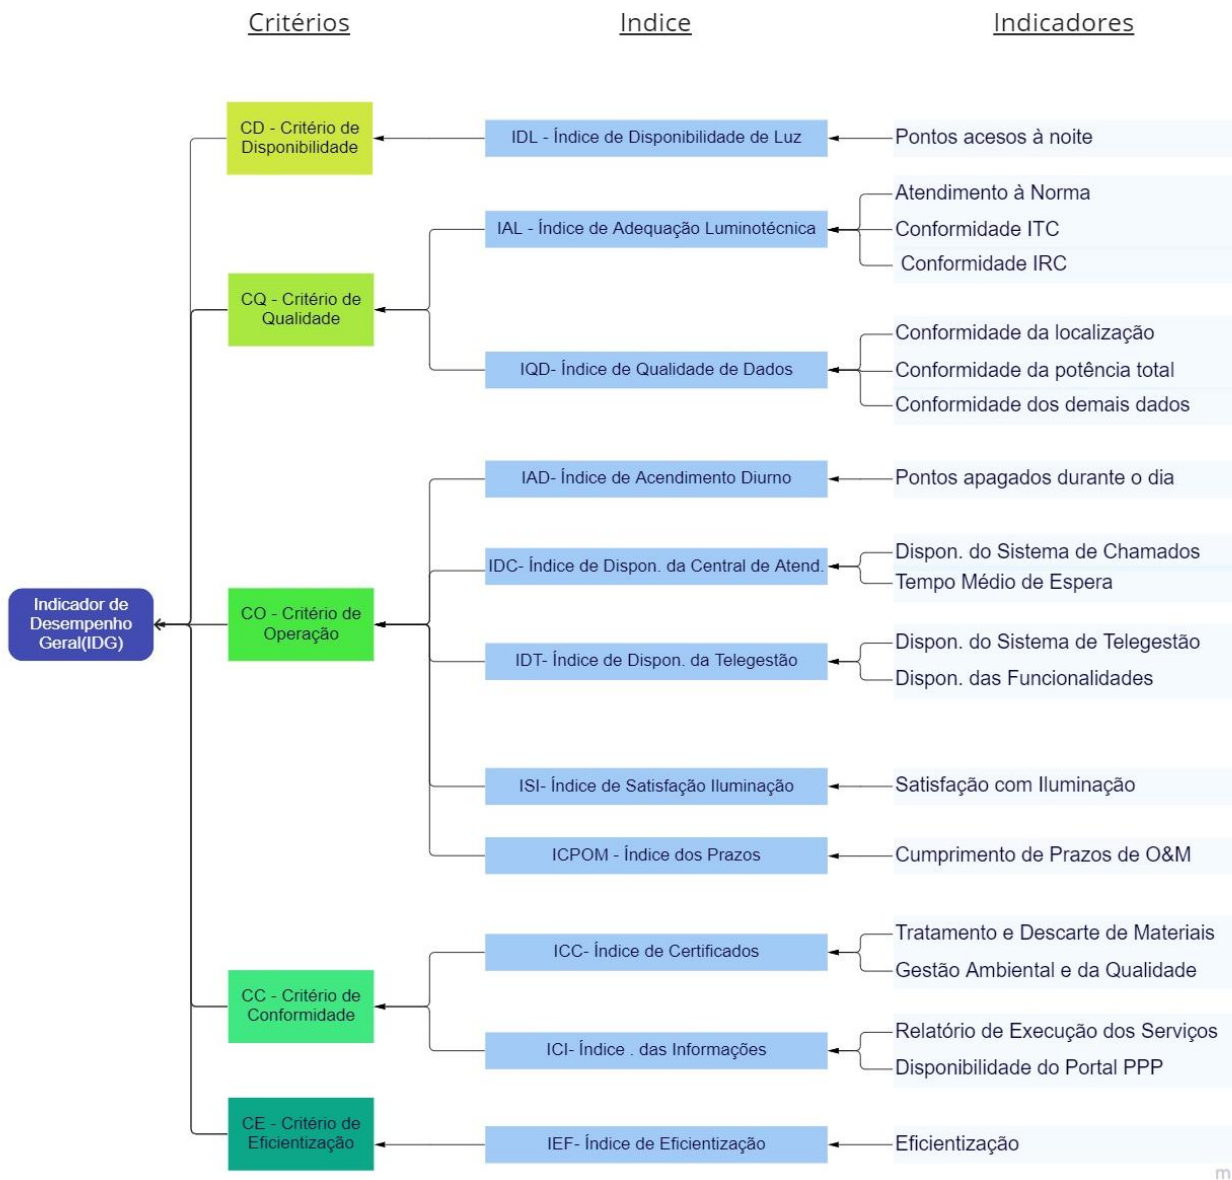 Critérios
Indice
Indicadores
CD - Critério de
Disponibilidade
IDL - Índice de Disponibilidade de Luz
Pontos acesos à noite
Atendimento à Norma
IAL - Índice de Adequação Luminotécnica
Conformidade ITC
Conformidade IRC
CQ - Critério de
Qualidade
Conformidade da localização
IQD- Índice de Qualidade de Dados
Conformidade da potência total
Conformidade dos demais dados
IAD- Índice de Acendimento Diurno
Pontos apagados durante o dia
IDC- Índice de Dispon. da Central de Atend.
Dispon. do Sistema de Chamados
Tempo Médio de Espera
Indicador de
Desempenho
Geral(IDG)
CO - Critério de
Operação
IDT- Índice de Dispon. da Telegestão
Dispon. do Sistema de Telegestão
Dispon. das Funcionalidades
ISI- Índice de Satisfação Iluminação
Satisfação com Iluminação
ICPOM - Índice dos Prazos
Cumprimento de Prazos de O&M
ICC- Índice de Certificados
Tratamento e Descarte de Materiais
Gestão Ambiental e da Qualidade
CC - Critério de
Conformidade
ICI- Índice . das Informações
Relatório de Execução dos Serviços
Disponibilidade do Portal PPP
CE - Critério de
Eficientização
IEF- Índice de Eficientização
Eficientização